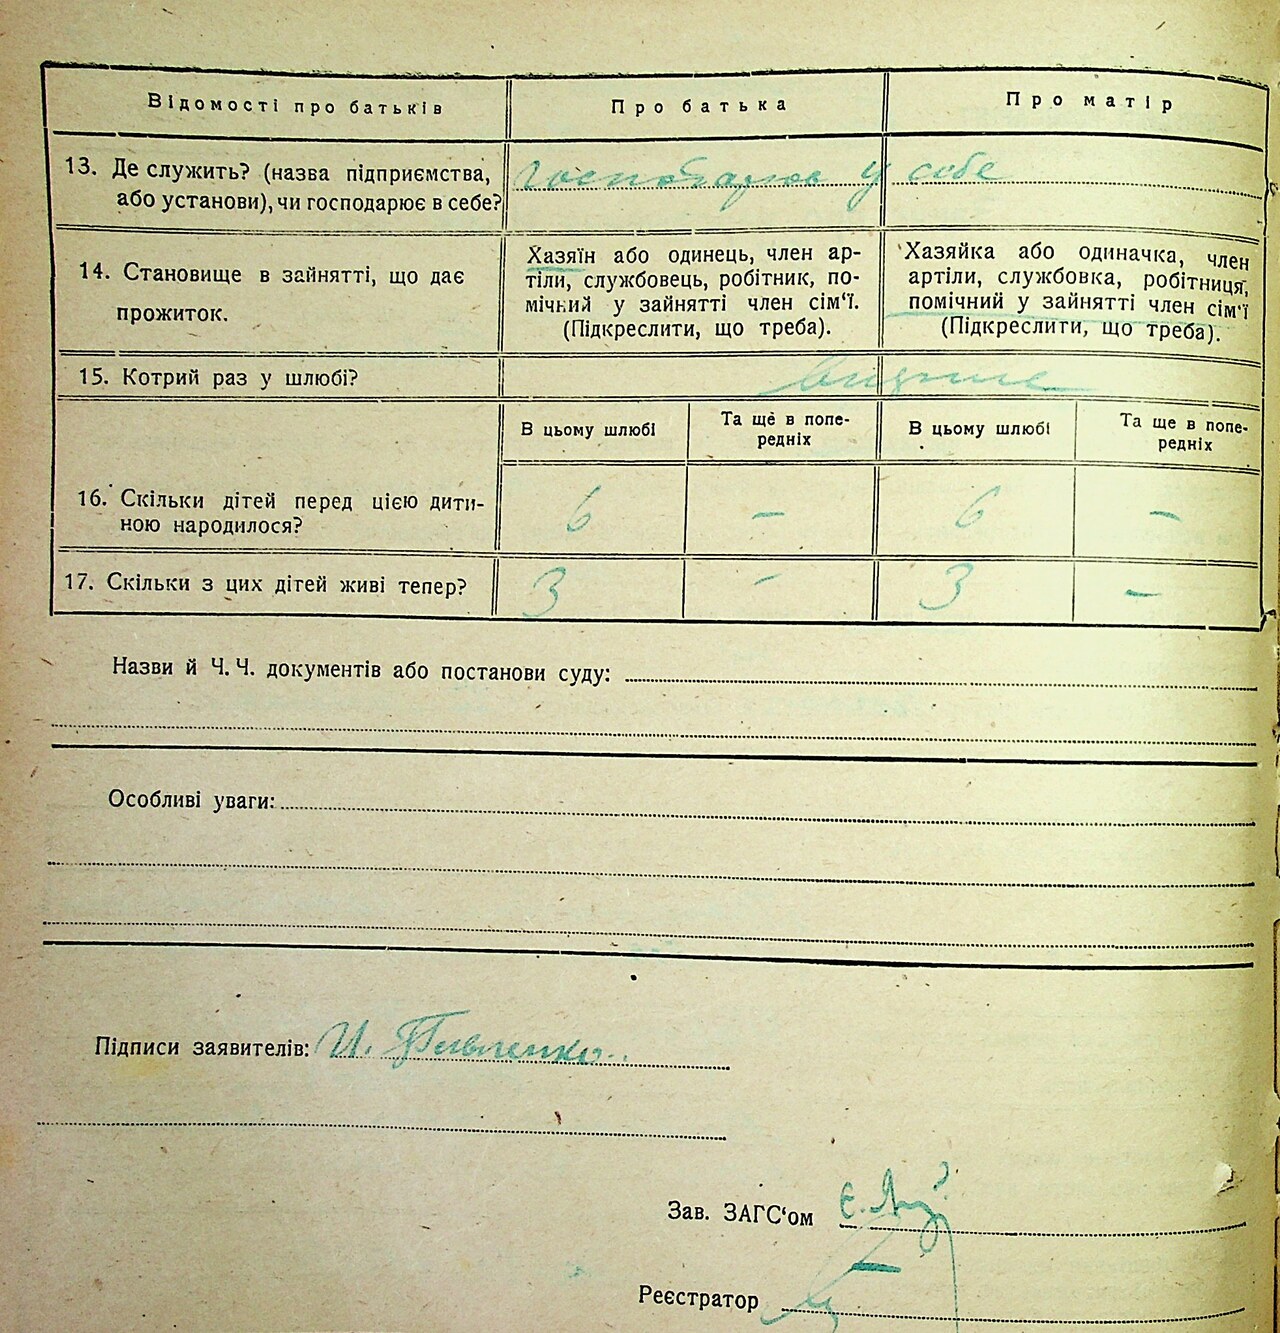 Відомості про батьків
Про батька
Про матір
13. Де служить? (назва підприємства,
або установи), чи господарює в себе?
господарює у себе
14. Становище в зайнятті, що дає
прожиток.
Хазяїн або одинець, член ар-
тіли, службовець, робітник, по-
мічний у зайнятті член сім'ї.
(Підкреслити, що треба).
Хазяйка або одиначка, член
артіли, службовка, робітниця,
помічний у зайнятті член сім'ї
(Підкреслити, що треба).
15. Котрий раз у шлюбі?
16. Скільки дітей перед цією дити-
ною народилося?
В цьому шлюбі
Та ще в попе-
редніх
В цьому шлюбі
Та ще в попе-
редніх
6 - 6 -
17. Скільки з цих дітей живі тепер?
3 - 3 -
Назви й Ч.Ч. документів або постанови суду:
Особливі уваги:
Підписи заявителів: И. Павленко
Зав. ЗАГС'ом
Реєстратор